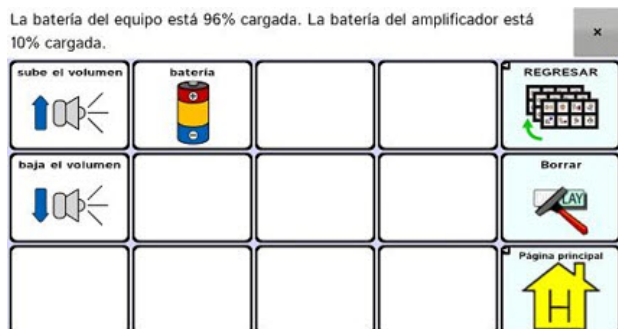 La batería del equipo está 96% cargada. La batería del amplificador está
10% cargada.
x
sube el volumen
batería
REGRESAR
baja el volumen
Borrar
LAY
Página principal
H